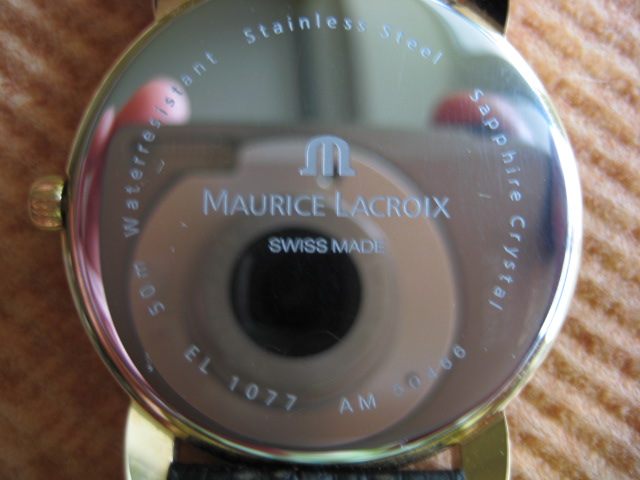 Waterresistant Stainless Steel Sapphire Crystal
MAURICE LACROIX
SWISS MADE
50m EL 1077 AM